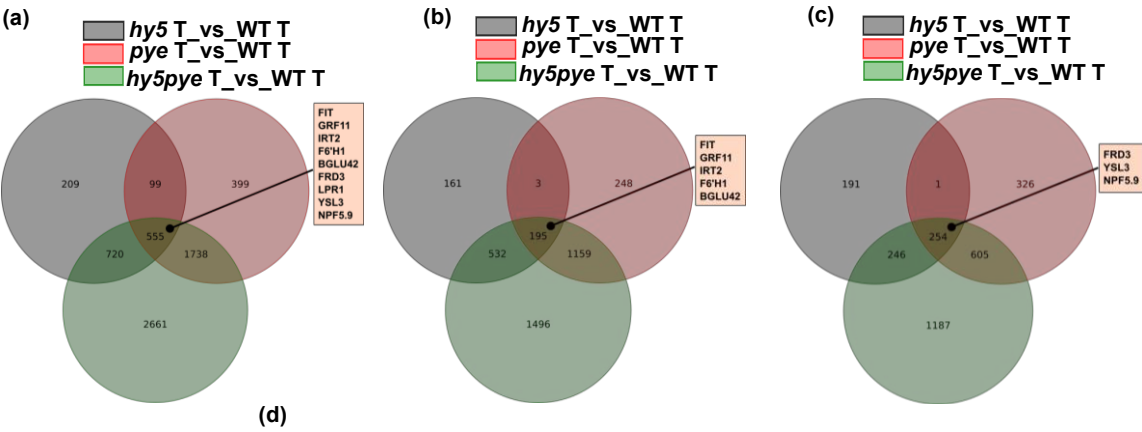 (a)
hy5 T_vs_WT T
pye T_vs_WT T
hy5pye T_vs_WT T
209
99
399
555
720
1738
2661
FIT
GRF11
IRT2
F6'H1
BGLU42
FRD3
LPR1
YSL3
NPF5.9
(b)
hy5 T_vs_WT T
pye T_vs_WT T
hy5pye T_vs_WT T
161
3
248
195
532
1159
1496
FIT
GRF11
IRT2
F6'H1
BGLU42
(c)
hy5 T_vs_WT T
pye T_vs_WT T
hy5pye T_vs_WT T
191
1
326
254
246
605
1187
FRD3
YSL3
NPF5.9
(d)